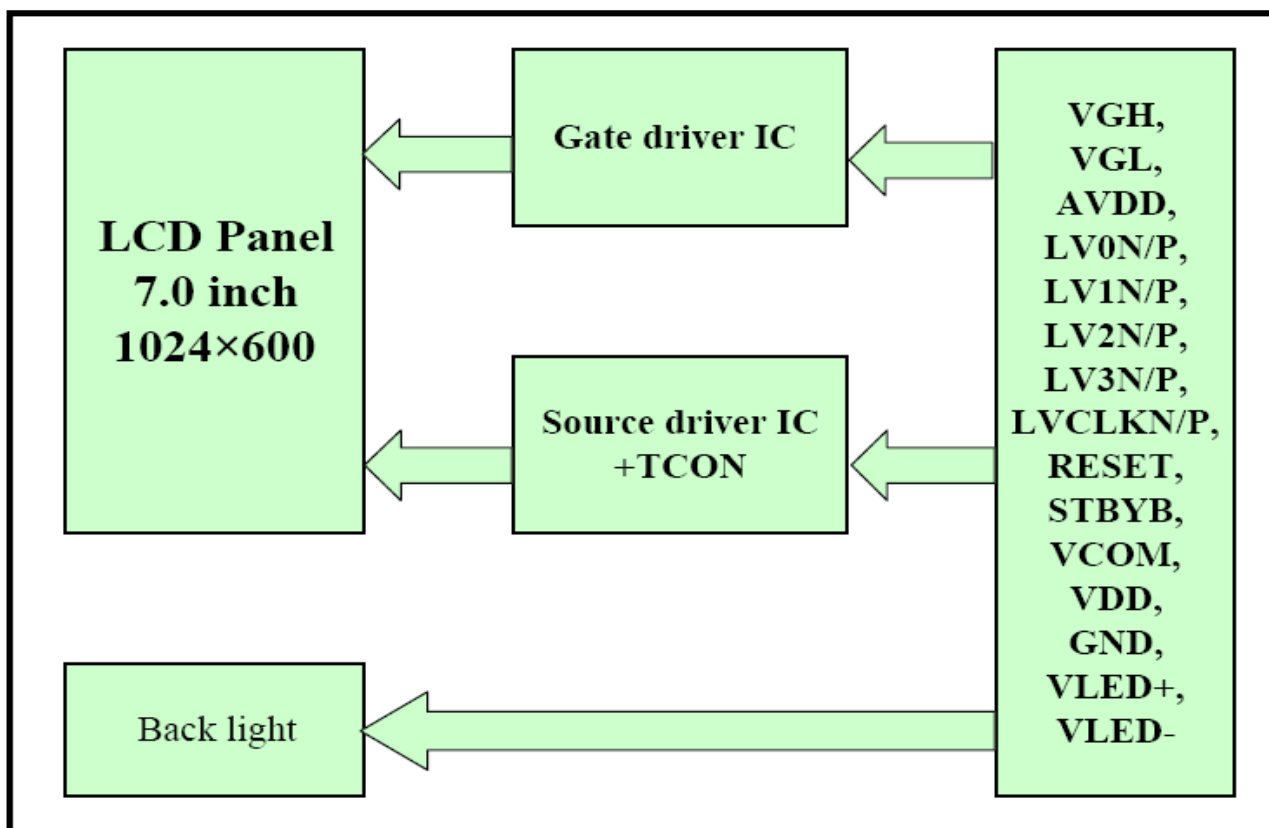 LCD Panel
7.0 inch
1024×600
Gate driver IC
Source driver IC
+TCON
Back light
VGH,
VGL,
AVDD,
LV0N/P,
LV1N/P,
LV2N/P,
LV3N/P,
LVCLKN/P,
RESET,
STBYB,
VCOM,
VDD,
GND,
VLED+,
VLED-